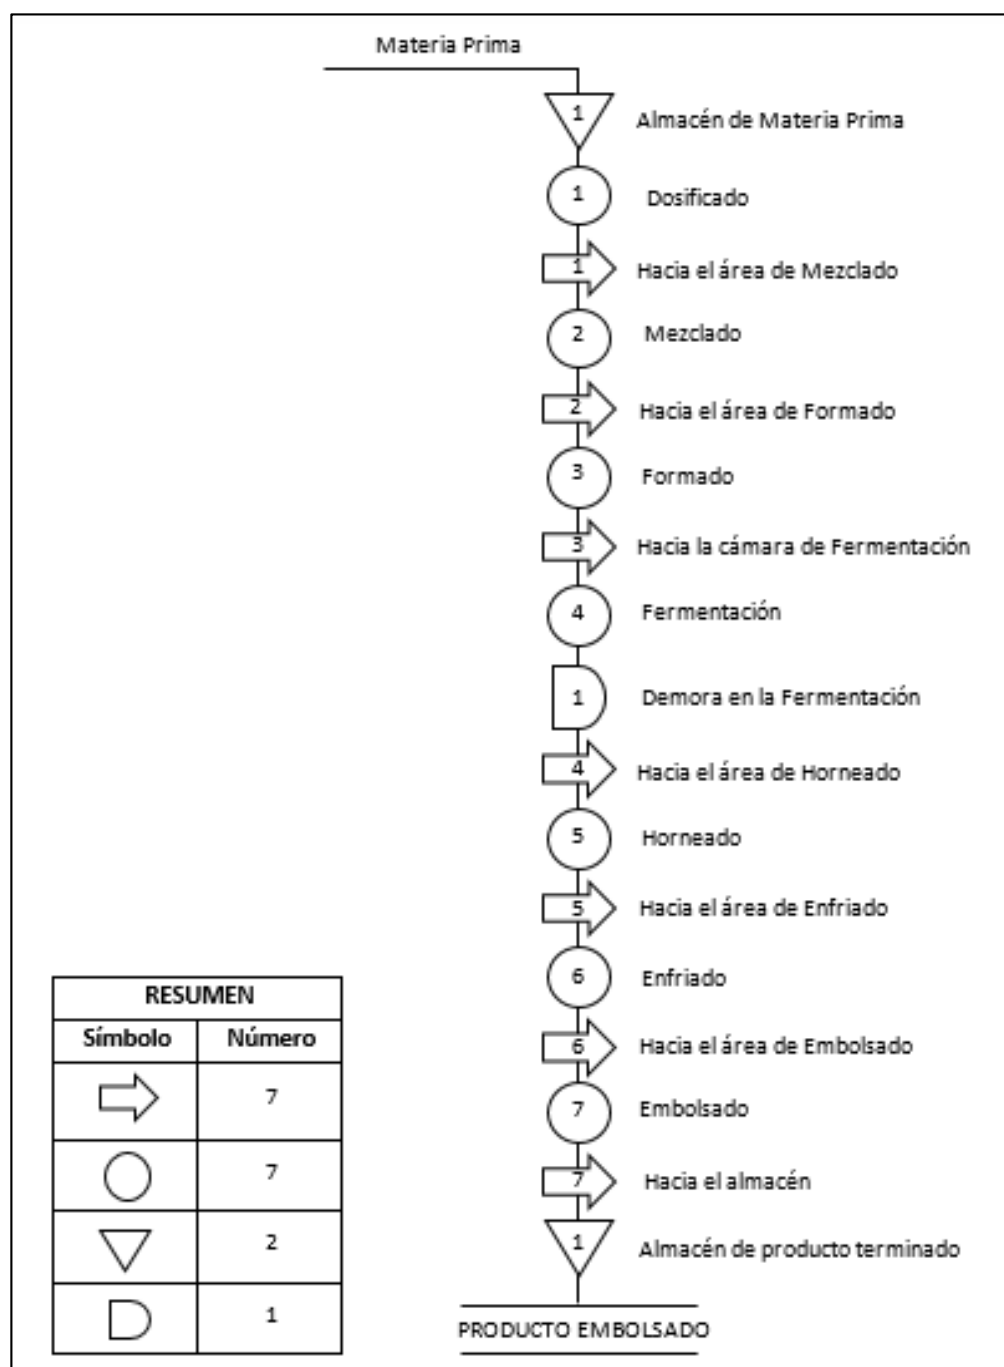 Materia Prima
1 Almacén de Materia Prima
1 Dosificado
1 Hacia el área de Mezclado
2 Mezclado
2 Hacia el área de Formado
3 Formado
3 Hacia la cámara de Fermentación
4 Fermentación
1 Demora en la Fermentación
4 Hacia el área de Horneado
5 Horneado
5 Hacia el área de Enfriado
6 Enfriado
6 Hacia el área de Embolsado
7 Embolsado
7 Hacia el almacén
1 Almacén de producto terminado
PRODUCTO EMBOLSADO
RESUMEN
Símbolo Número
7
7
2
1